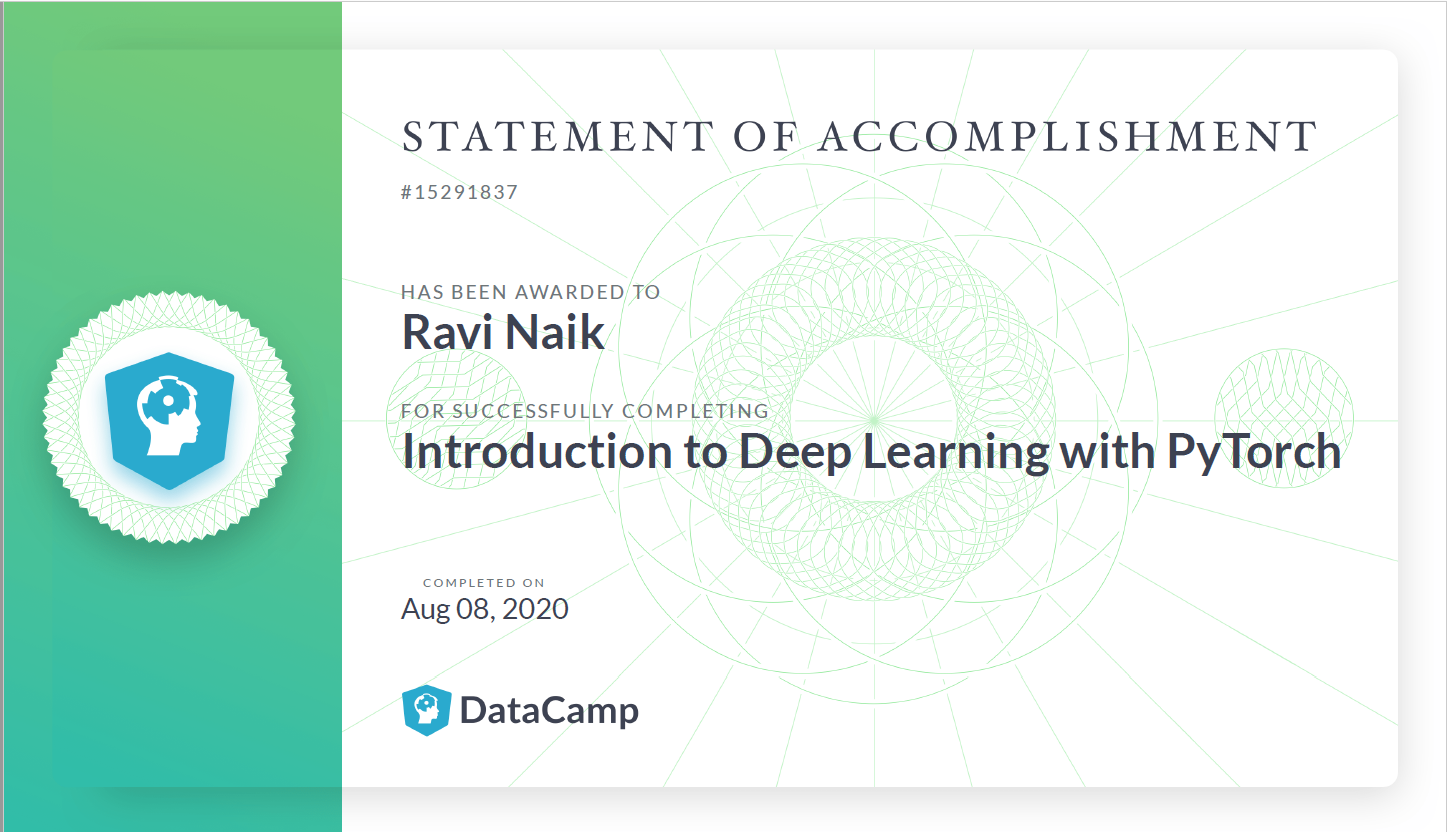 STATEMENT OF ACCOMPLISHMENT
#15291837
HAS BEEN AWARDED TO
Ravi Naik
FOR SUCCESSFULLY COMPLETING
Introduction to Deep Learning with PyTorch
COMPLETED ON
Aug 08, 2020
DataCamp